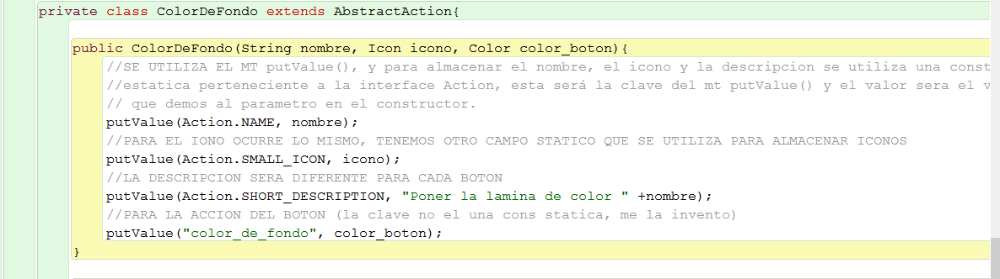 private class ColorDeFondo extends AbstractAction{
public ColorDeFondo(String nombre, Icon icono, Color color_boton){
//SE UTILIZA EL MT putValue(), y para almacenar el nombre, el icono y la descripcion se utiliza una const
//estatica perteneciente a la interface Action, esta será la clave del mt putValue() y el valor sera el v
// que demos al parametro en el constructor.
putValue(Action.NAME, nombre);
//PARA EL IONO OCURRE LO MISMO, TENEMOS OTRO CAMPO STATICO QUE SE UTILIZA PARA ALMACENAR ICONOS
putValue(Action.SMALL_ICON, icono);
//LA DESCRIPCION SERA DIFERENTE PARA CADA BOTON
putValue(Action.SHORT_DESCRIPTION, "Poner la lamina de color " +nombre);
//PARA LA ACCION DEL BOTON (la clave no el una cons statica, me la invento)
putValue("color_de_fondo", color_boton);
}